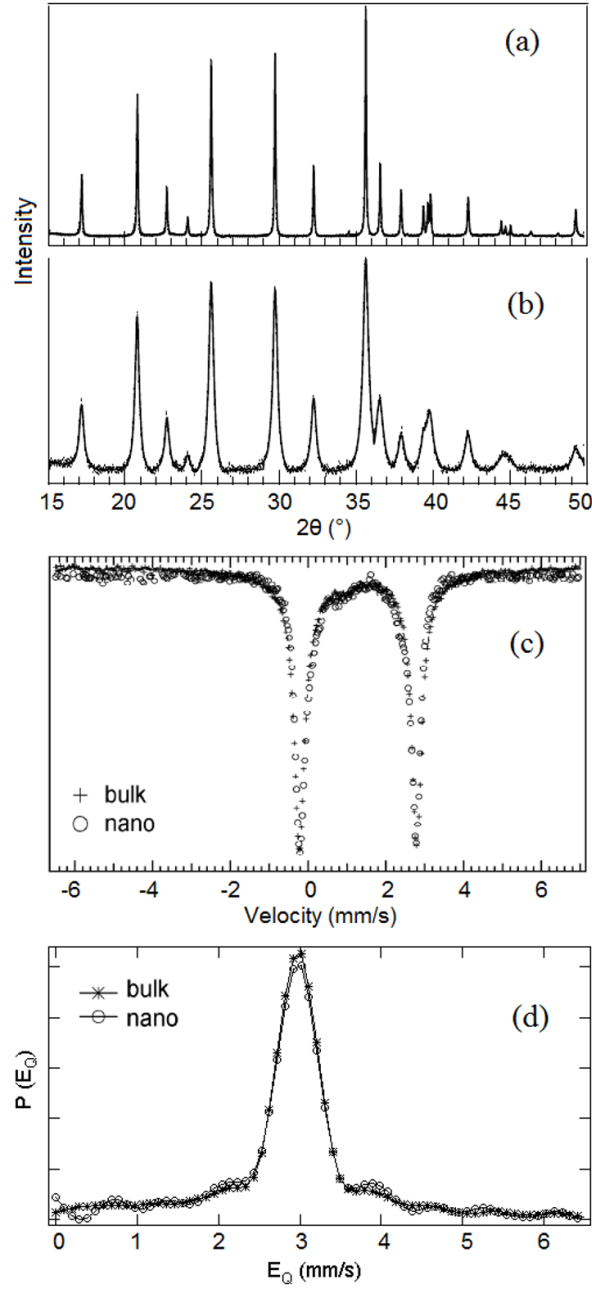 (a)
Intensity
(b)
15 20 25 30 35 40 45 50
2θ (°)
(c)
+ bulk
○ nano
-6 -4 -2 0 2 4 6
Velocity (mm/s)
bulk
nano
(d)
P (E_Q)
0 1 2 3 4 5 6
E_Q (mm/s)